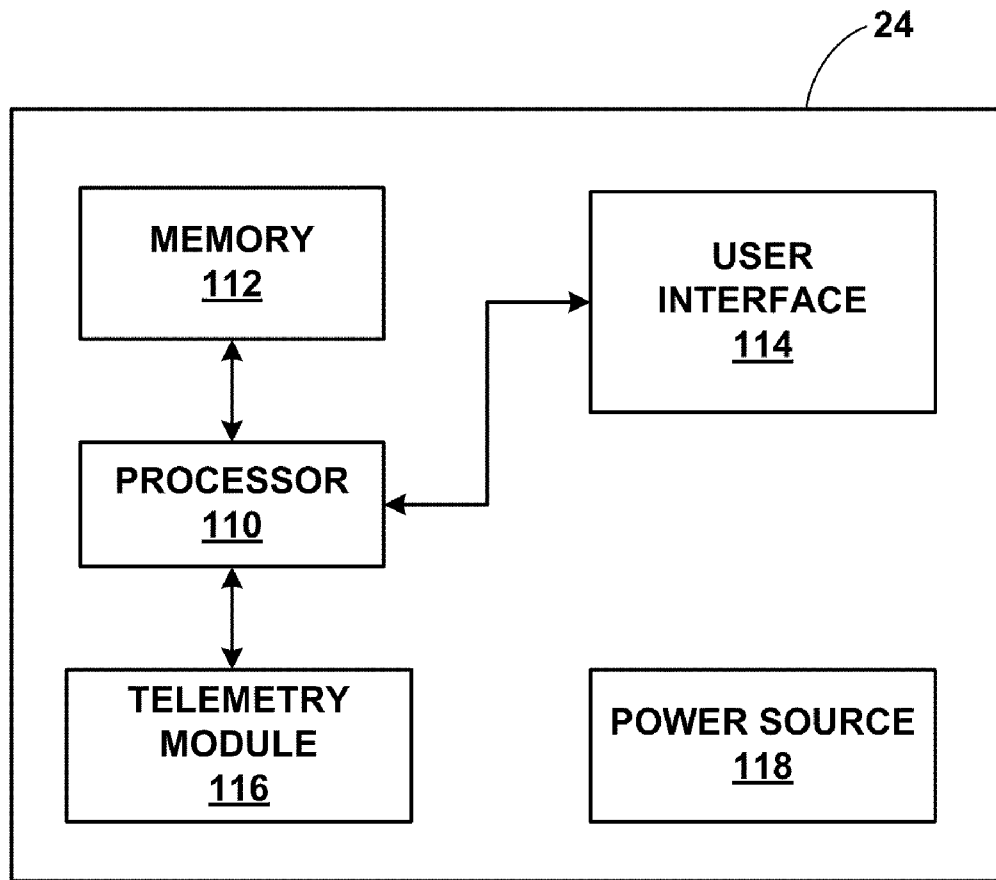 24
MEMORY
112
USER
INTERFACE
114
PROCESSOR
110
TELEMETRY
MODULE
116
POWER SOURCE
118